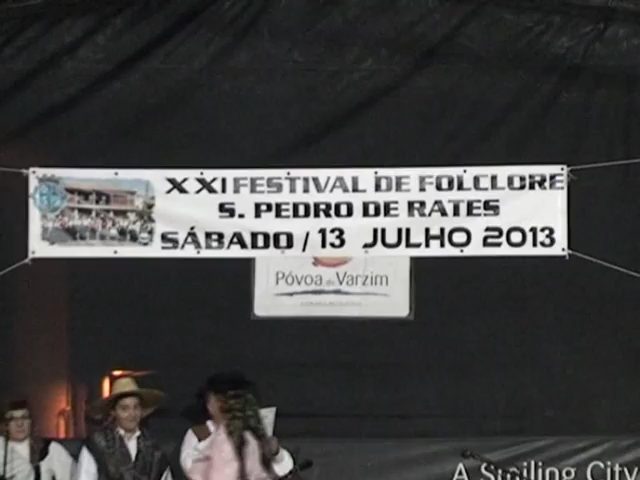 XXI FESTIVAL DE FOLCLORE
S. PEDRO DE RATES
SÁBADO / 13 JULHO 2013
Póvoa de Varzim
A Smiling City